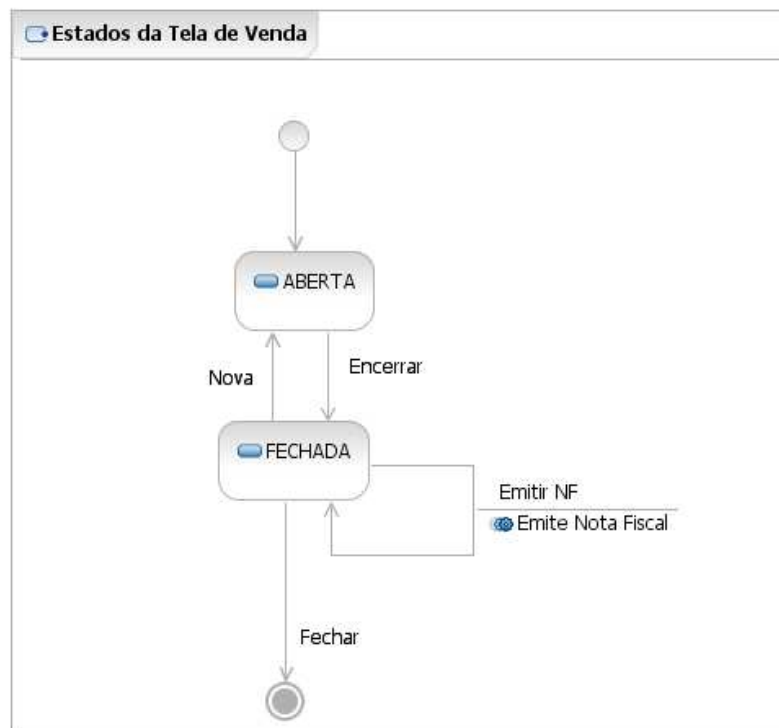 Estados da Tela de Venda
ABERTA
Nova
Encerrar
FECHADA
Emitir NF
Emite Nota Fiscal
Fechar